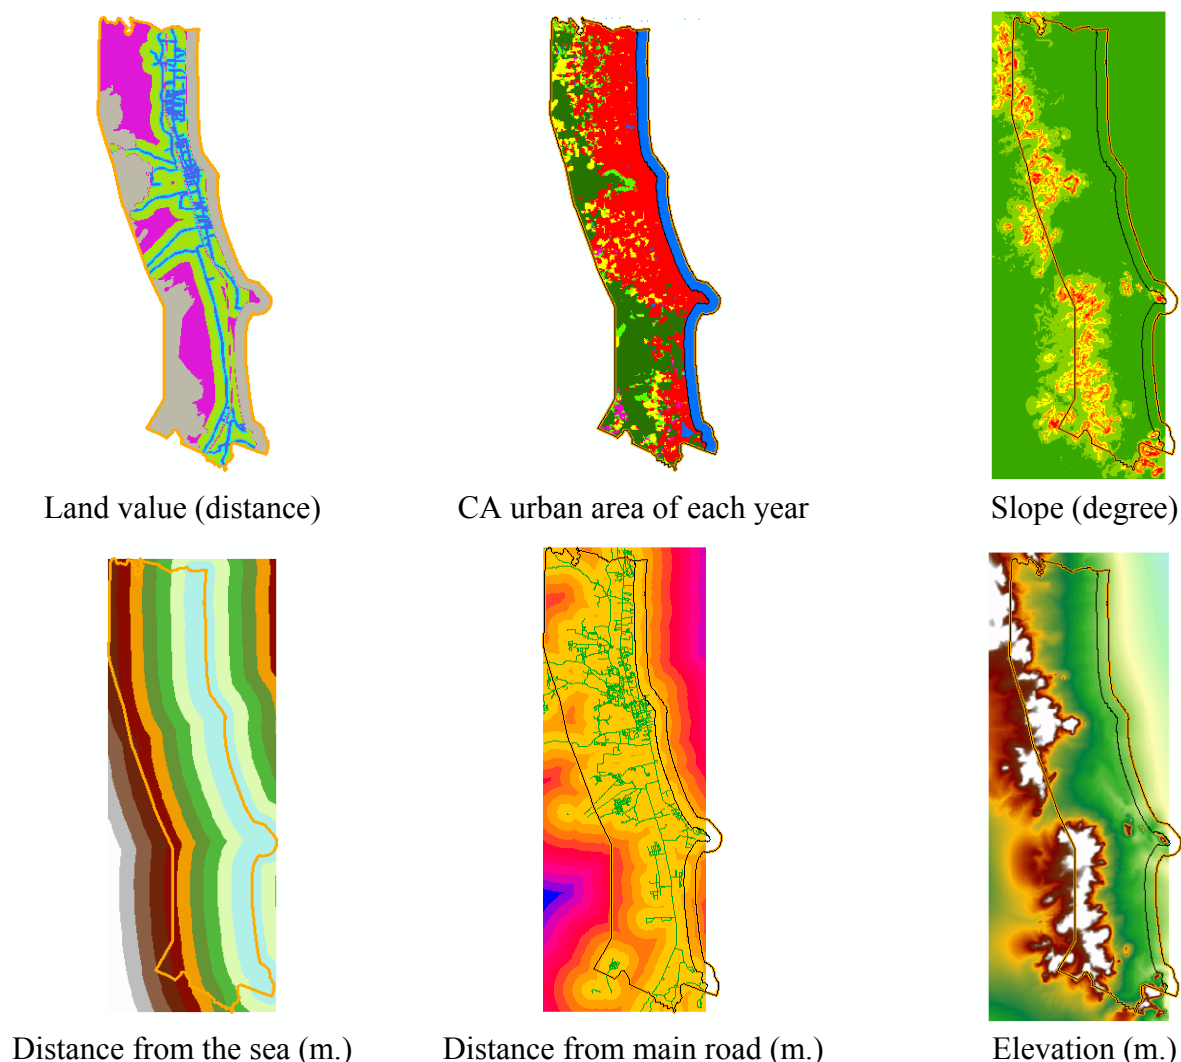 Land value (distance)
CA urban area of each year
Slope (degree)
Distance from the sea (m.)
Distance from main road (m.)
Elevation (m.)